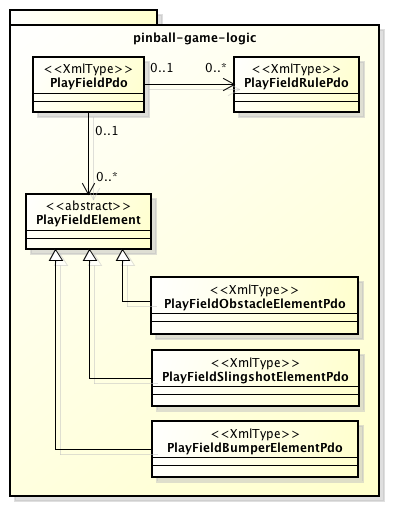 pinball-game-logic
<<XmlType>>
PlayFieldPdo
0..1
0..*
<<XmlType>>
PlayFieldRulePdo
0..1
0..*
<<abstract>>
PlayFieldElement
<<XmlType>>
PlayFieldObstacleElementPdo
<<XmlType>>
PlayFieldSlingshotElementPdo
<<XmlType>>
PlayFieldBumperElementPdo